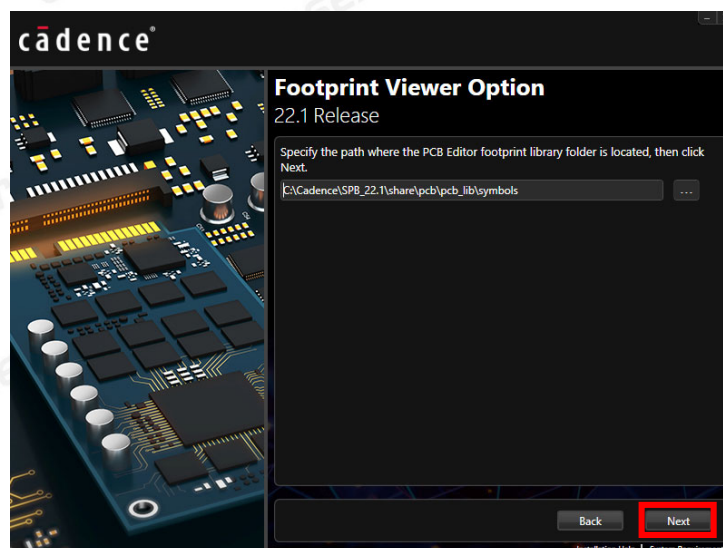 cādence®
Footprint Viewer Option
22.1 Release
Specify the path where the PCB Editor footprint library folder is located, then click
Next.
C:\Cadence\SPB_22.1\share\pcb\pcb_lib\symbols
...
Back
Next